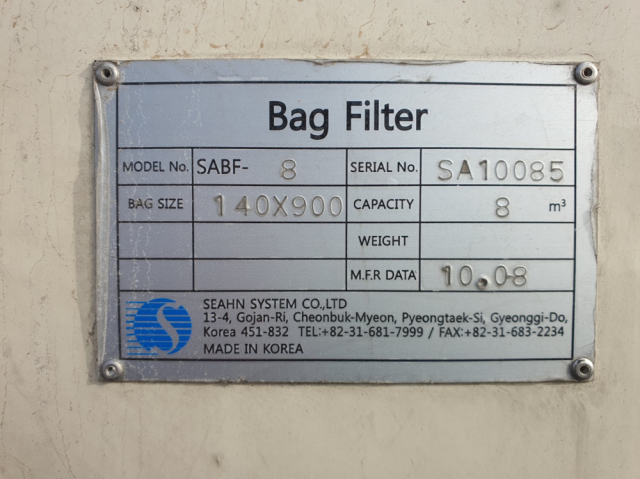 Bag Filter
MODEL No. SABF- 8 SERIAL No. SA10085
BAG SIZE 140X900 CAPACITY 8 m³
WEIGHT
M.F.R DATA 10.08
SEAHN SYSTEM CO.,LTD
13-4, Gojan-Ri, Cheonbuk-Myeon, Pyeongtaek-Si, Gyeonggi-Do,
Korea 451-832 TEL:+82-31-681-7999 / FAX:+82-31-683-2234
MADE IN KOREA